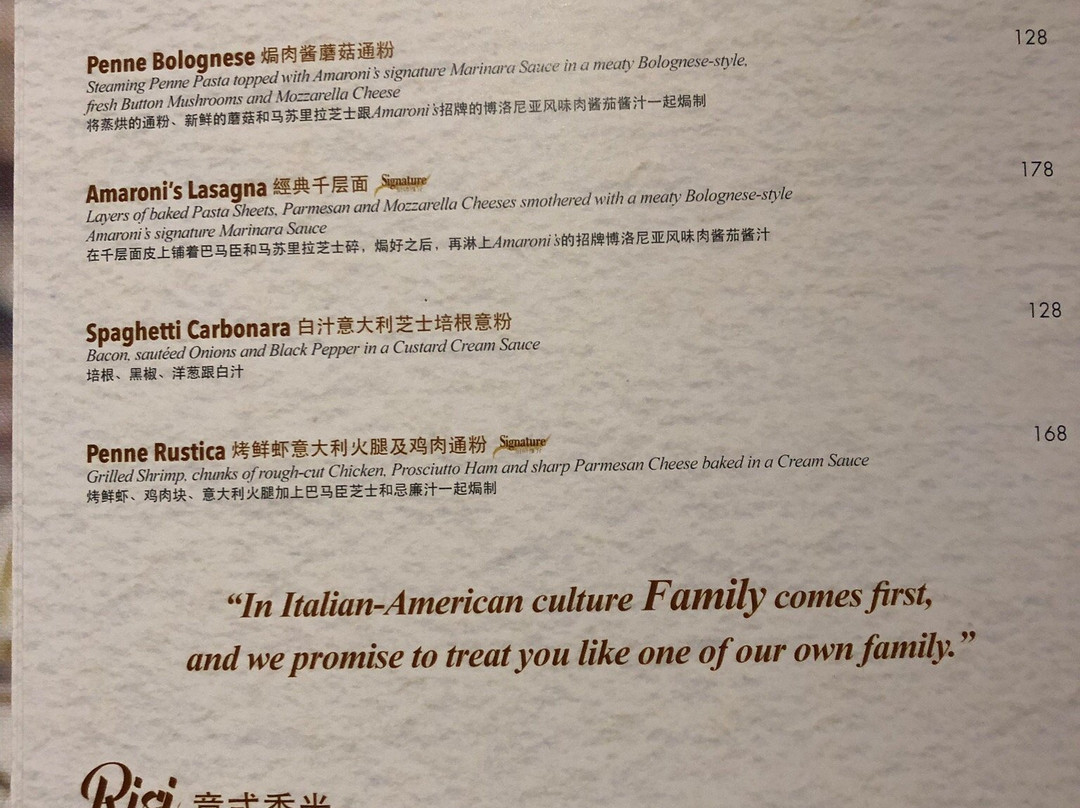 Penne Bolognese 焗肉酱蘑菇通粉 128
Steaming Penne Pasta topped with Amaroni's signature Marinara Sauce in a meaty Bolognese-style,
fresh Button Mushrooms and Mozzarella Cheese
将蒸烘的通粉、新鲜的蘑菇和马苏里拉芝士跟Amaroni's招牌的博洛尼亚风味肉酱茄酱汁一起焗制
Amaroni's Lasagna 經典千层面 Signature 178
Layers of baked Pasta Sheets, Parmesan and Mozzarella Cheeses smothered with a meaty Bolognese-style
Amaroni's signature Marinara Sauce
在千层面皮上铺着巴马臣和马苏里拉芝士碎，焗好之后，再淋上Amaroni's的招牌博洛尼亚风味肉酱茄酱汁
Spaghetti Carbonara 白汁意大利芝士培根意粉 128
Bacon, sautéed Onions and Black Pepper in a Custard Cream Sauce
培根、黑椒、洋葱跟白汁
Penne Rustica 烤鲜虾意大利火腿及鸡肉通粉 Signature 168
Grilled Shrimp, chunks of rough-cut Chicken, Prosciutto Ham and sharp Parmesan Cheese baked in a Cream Sauce
烤鲜虾、鸡肉块、意大利火腿加上巴马臣芝士和忌廉汁一起焗制
“In Italian-American culture Family comes first,
and we promise to treat you like one of our own family.”
Risi 意式香米